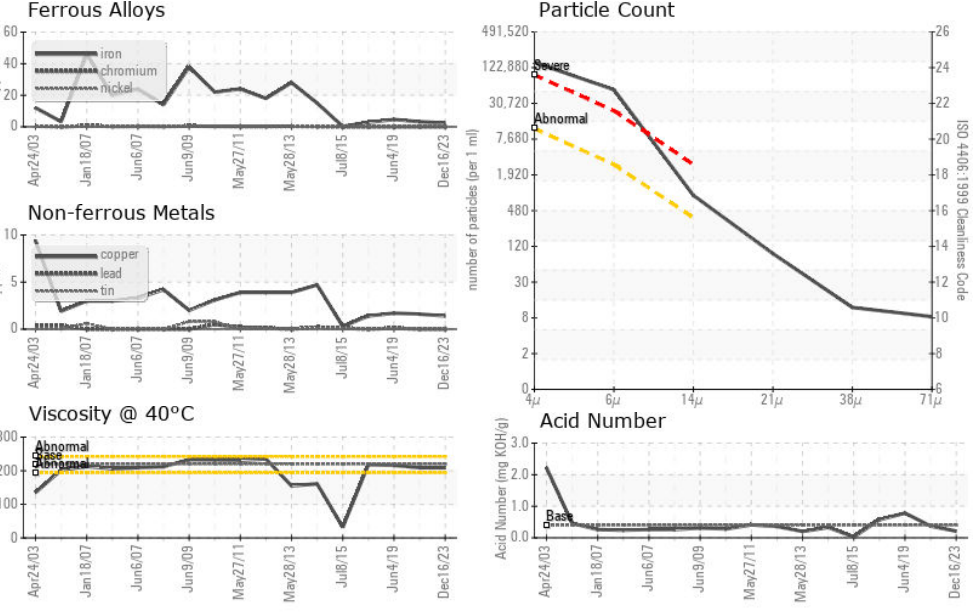 Ferrous Alloys
60
40
20
0
iron
chromium
nickel
Apr24/03
Jan18/07
Jun6/07
Jun9/09
May27/11
May28/13
Jul8/15
Jun4/19
Dec16/23
Non-ferrous Metals
10
5
0
copper
lead
tin
Apr24/03
Jan18/07
Jun6/07
Jun9/09
May27/11
May28/13
Jul8/15
Jun4/19
Dec16/23
Viscosity @ 40°C
300
200
100
0
Abnormal
Base
Abnormal
Apr24/03
Jan18/07
Jun6/07
Jun9/09
May27/11
May28/13
Jul8/15
Jun4/19
Dec16/23
Particle Count
number of particles (per 1 ml)
491,520
122,880
30,720
7,680
1,920
480
120
30
8
2
0
Severe
Abnormal
26
24
22
20
18
16
14
12
10
8
6
ISO 4406:1999 Cleanliness Code
4µ
6µ
14µ
21µ
38µ
71µ
Acid Number
Acid Number (mg KOH/g)
3.0
2.0
1.0
0.0
Base
Apr24/03
Jan18/07
Jun6/07
Jun9/09
May27/11
May28/13
Jul8/15
Jun4/19
Dec16/23